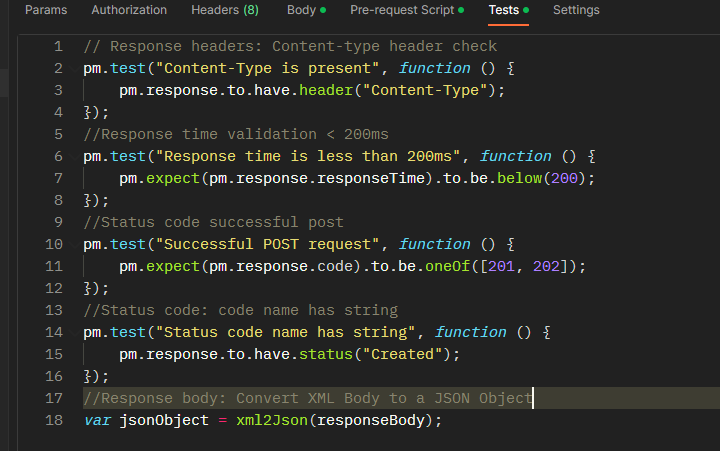 Params Authorization Headers (8) Body Pre-request Script Tests Settings
1 // Response headers: Content-type header check
2 pm.test("Content-Type is present", function () {
3 pm.response.to.have.header("Content-Type");
4 });
5 //Response time validation < 200ms
6 pm.test("Response time is less than 200ms", function () {
7 pm.expect(pm.response.responseTime).to.be.below(200);
8 });
9 //Status code successful post
10 pm.test("Successful POST request", function () {
11 pm.expect(pm.response.code).to.be.oneOf([201, 202]);
12 });
13 //Status code: code name has string
14 pm.test("Status code name has string", function () {
15 pm.response.to.have.status("Created");
16 });
17 //Response body: Convert XML Body to a JSON Object
18 var jsonObject = xml2Json(responseBody);